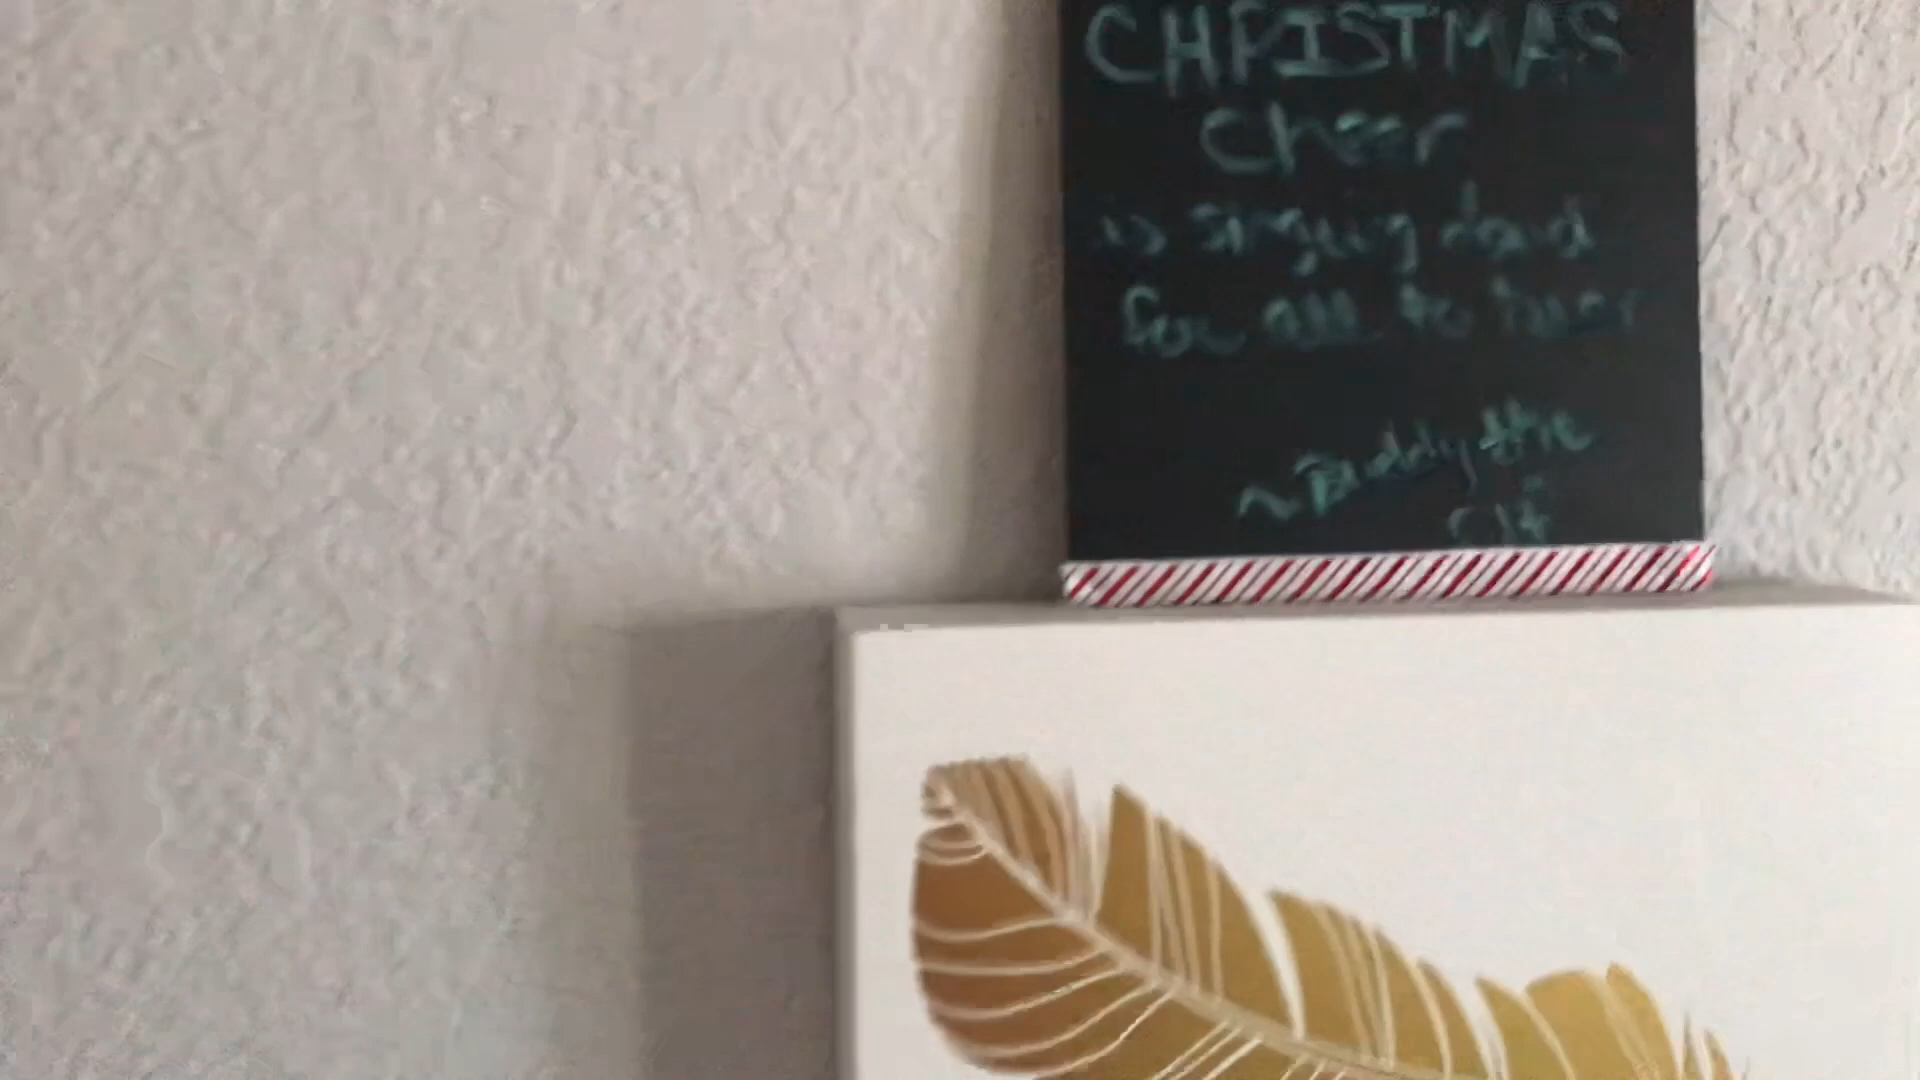 CHRISTMAS
Cheer
is singing loud
for all to hear
~Buddy the
elf